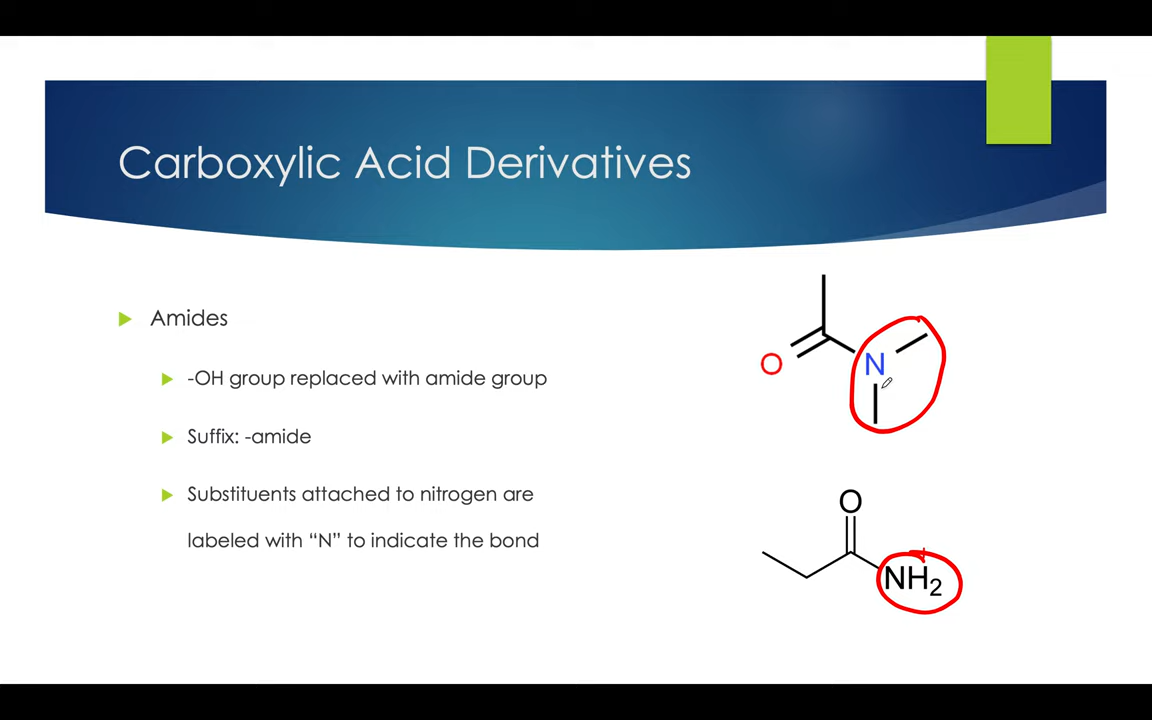 Carboxylic Acid Derivatives
Amides
-OH group replaced with amide group
Suffix: -amide
Substituents attached to nitrogen are
labeled with “N” to indicate the bond
O
N
O
NH2